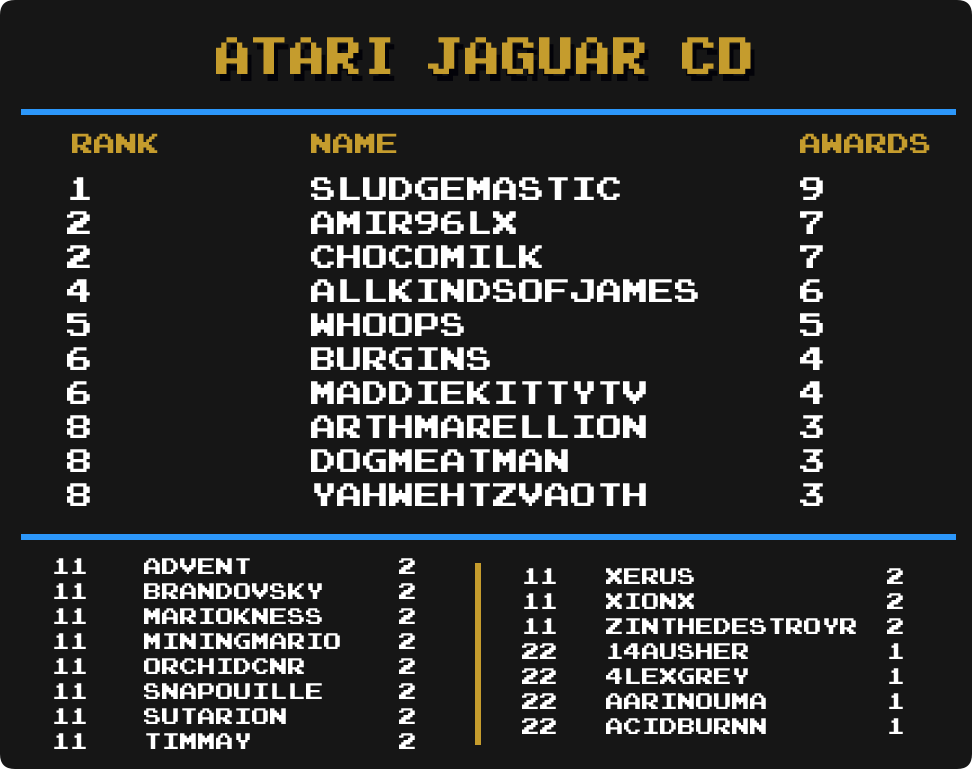 ATARI JAGUAR CD
RANK NAME AWARDS
1 SLUDGEMASTIC 9
2 AMIR96LX 7
2 CHOCOMILK 7
4 ALLKINDSOFJAMES 6
5 WHOOPS 5
6 BURGINS 4
6 MADDIEKITTYTV 4
8 ARTHMARELLION 3
8 DOGMEATMAN 3
8 YAHWEHTZVAOTH 3
11 ADVENT 2
11 BRANDOVSKY 2
11 MARIOKNESS 2
11 MININGMARIO 2
11 ORCHIDCNR 2
11 SNAPOUILLE 2
11 SUTARION 2
11 TIMMAY 2
11 XERUS 2
11 XIONX 2
11 ZINTHEDESTROYR 2
22 14AUSHER 1
22 4LEXGREY 1
22 AARINOUMA 1
22 ACIDBURNN 1